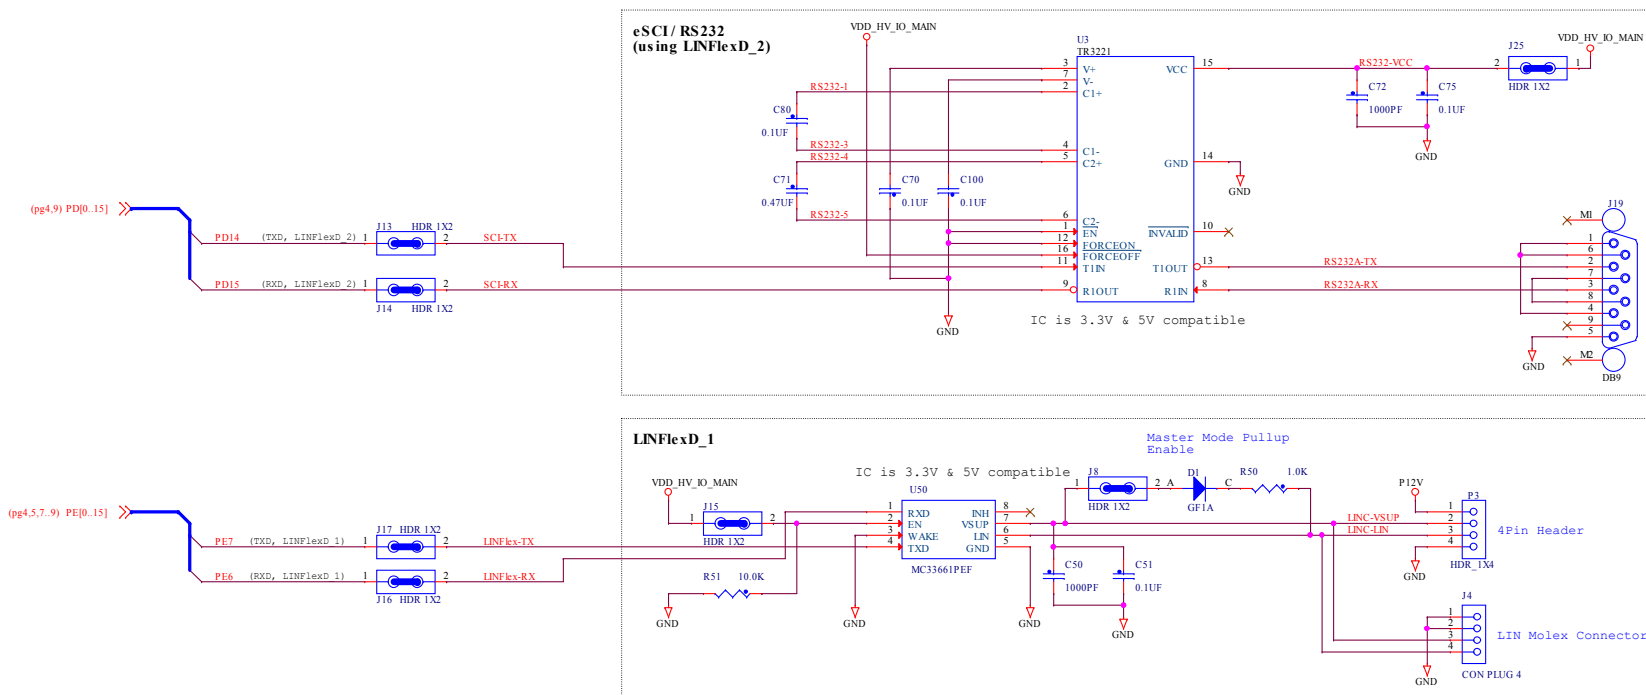 eSCI / RS232
(using LINFlexD_2)
VDD_HV_IO_MAIN
U3
TR3221
3 V+
7 V-
2 C1+
4 C1-
5 C2+
6 C2-
1 EN
12 FORCEON
16 FORCEOFF
11 T1IN
9 R1OUT
VCC 15
GND 14
INVALID 10
T1OUT 13
R1IN 8
RS232-1
C80
0.1UF
RS232-3
RS232-4
C71
0.47UF
RS232-5
C70
0.1UF
C100
0.1UF
GND
IC is 3.3V & 5V compatible
RS232-VCC
C72
1000PF
C75
0.1UF
GND
2 J25 1
HDR 1X2
VDD_HV_IO_MAIN
GND
RS232A-TX
RS232A-RX
J19
M1
1
6
2
7
3
8
4
9
5
M2
DB9
GND
(pg4,9) PD[0..15]
PD14 (TXD, LINFlexD_2) 1 J13 HDR 1X2 2 SCI-TX
PD15 (RXD, LINFlexD_2) 1 J14 HDR 1X2 2 SCI-RX
LINFlexD_1
Master Mode Pullup
Enable
IC is 3.3V & 5V compatible
VDD_HV_IO_MAIN
1 J15 2
HDR 1X2
U50
1 RXD
2 EN
3 WAKE
4 TXD
INH 8
VSUP 7
LIN 6
GND 5
MC33661PEF
1 J8 2
HDR 1X2
A D1 C
GF1A
R50 1.0K
P12V
P3
LINC-VSUP
LINC-LIN
1
2
3
4
HDR_1X4
4Pin Header
GND
(pg4,5,7..9) PE[0..15]
PE7 (TXD, LINFlexD_1) 1 J17 HDR 1X2 2 LINFlex-TX
PE6 (RXD, LINFlexD_1) 1 J16 HDR 1X2 2 LINFlex-RX
R51 10.0K
GND
GND
GND
C50
1000PF
C51
0.1UF
GND
J4
1
2
3
4
CON PLUG 4
LIN Molex Connector
GND